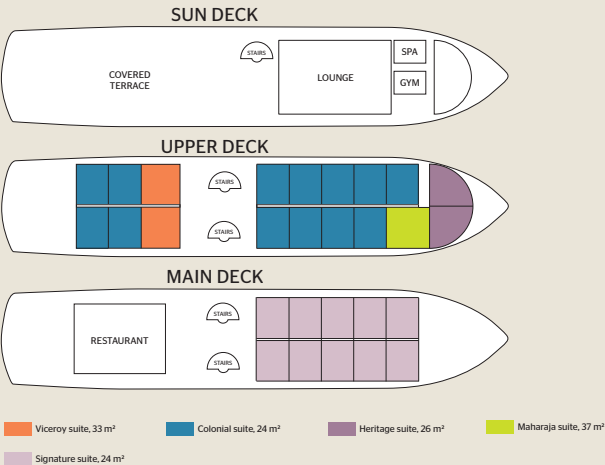 SUN DECK
STAIRS
SPA
COVERED
TERRACE
LOUNGE
GYM
UPPER DECK
STAIRS
STAIRS
MAIN DECK
STAIRS
RESTAURANT
STAIRS
Viceroy suite, 33 m²
Colonial suite, 24 m²
Heritage suite, 26 m²
Maharaja suite, 37 m²
Signature suite, 24 m²